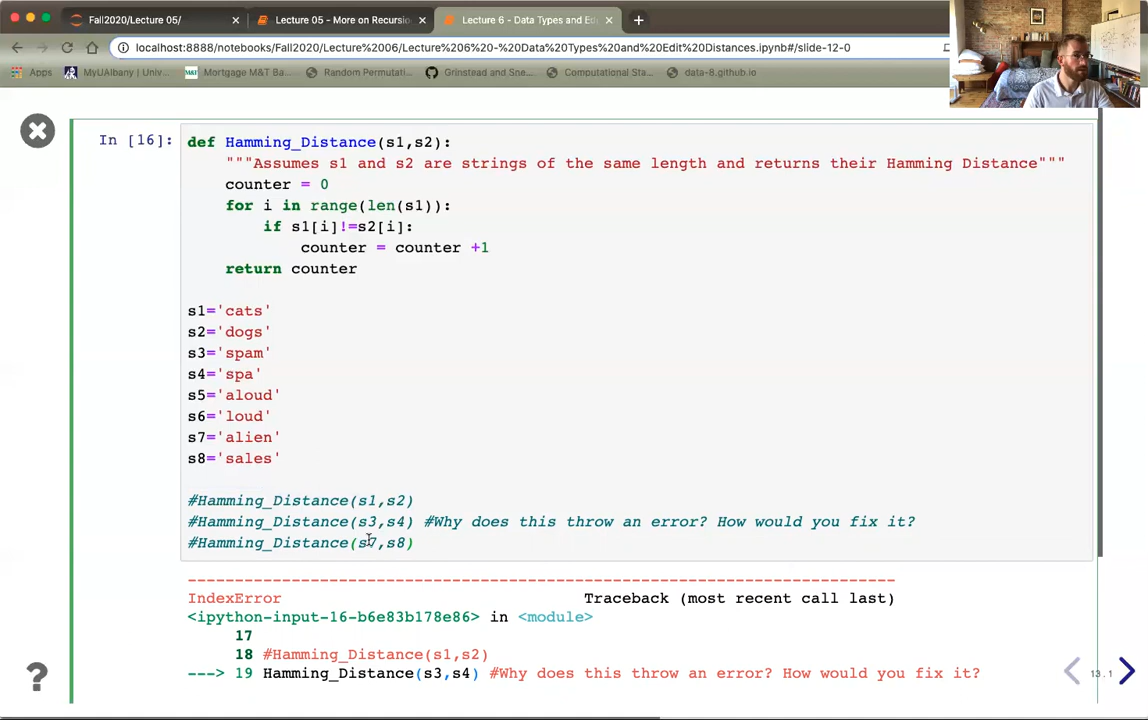 Fall2020/Lecture 05/
Lecture 05 - More on Recursio
Lecture 6 - Data Types and Ed
localhost:8888/notebooks/Fall2020/Lecture%2006/Lecture%206%20-%20Data%20Types%20and%20Edit%20Distances.ipynb#/slide-12-0
Apps MyUAlbany | Univ... M&T Mortgage M&T Ba... Random Permutati... Grinstead and Sne... Computational Sta... data-8.github.io
In [16]: def Hamming_Distance(s1,s2):
"""Assumes s1 and s2 are strings of the same length and returns their Hamming Distance"""
counter = 0
for i in range(len(s1)):
if s1[i]!=s2[i]:
counter = counter +1
return counter
s1='cats'
s2='dogs'
s3='spam'
s4='spa'
s5='aloud'
s6='loud'
s7='alien'
s8='sales'
#Hamming_Distance(s1,s2)
#Hamming_Distance(s3,s4) #Why does this throw an error? How would you fix it?
#Hamming_Distance(s7,s8)
---------------------------------------------------------------------------
IndexError Traceback (most recent call last)
<ipython-input-16-b6e83b178e86> in <module>
17
18 #Hamming_Distance(s1,s2)
---> 19 Hamming_Distance(s3,s4) #Why does this throw an error? How would you fix it?
13.1
?